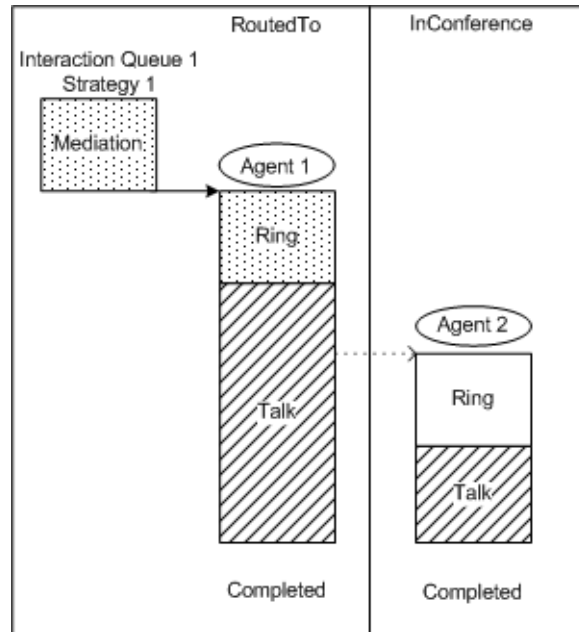 RoutedTo
InConference
Interaction Queue 1
Strategy 1
Mediation
Agent 1
Ring
Agent 2
Ring
Talk
Talk
Completed
Completed